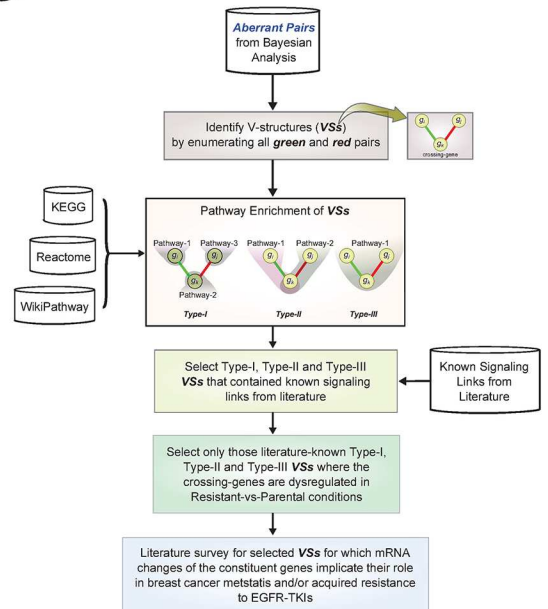 Aberrant Pairs
from Bayesian
Analysis
Identify V-structures (VSs)
by enumerating all green and red pairs
gi
gj
gk
crossing-gene
KEGG
Reactome
WikiPathway
Pathway Enrichment of VSs
Pathway-1
Pathway-3
gi
gj
gk
Pathway-2
Type-I
Pathway-1
Pathway-2
gi
gj
gk
Type-II
Pathway-1
gi
gj
gk
Type-III
Select Type-I, Type-II and Type-III
VSs that contained known signaling
links from literature
Known Signaling
Links from
Literature
Select only those literature-known Type-I,
Type-II and Type-III VSs where the
crossing-genes are dysregulated in
Resistant-vs-Parental conditions
Literature survey for selected VSs for which mRNA
changes of the constituent genes implicate their role
in breast cancer metstatis and/or acquired resistance
to EGFR-TKIs